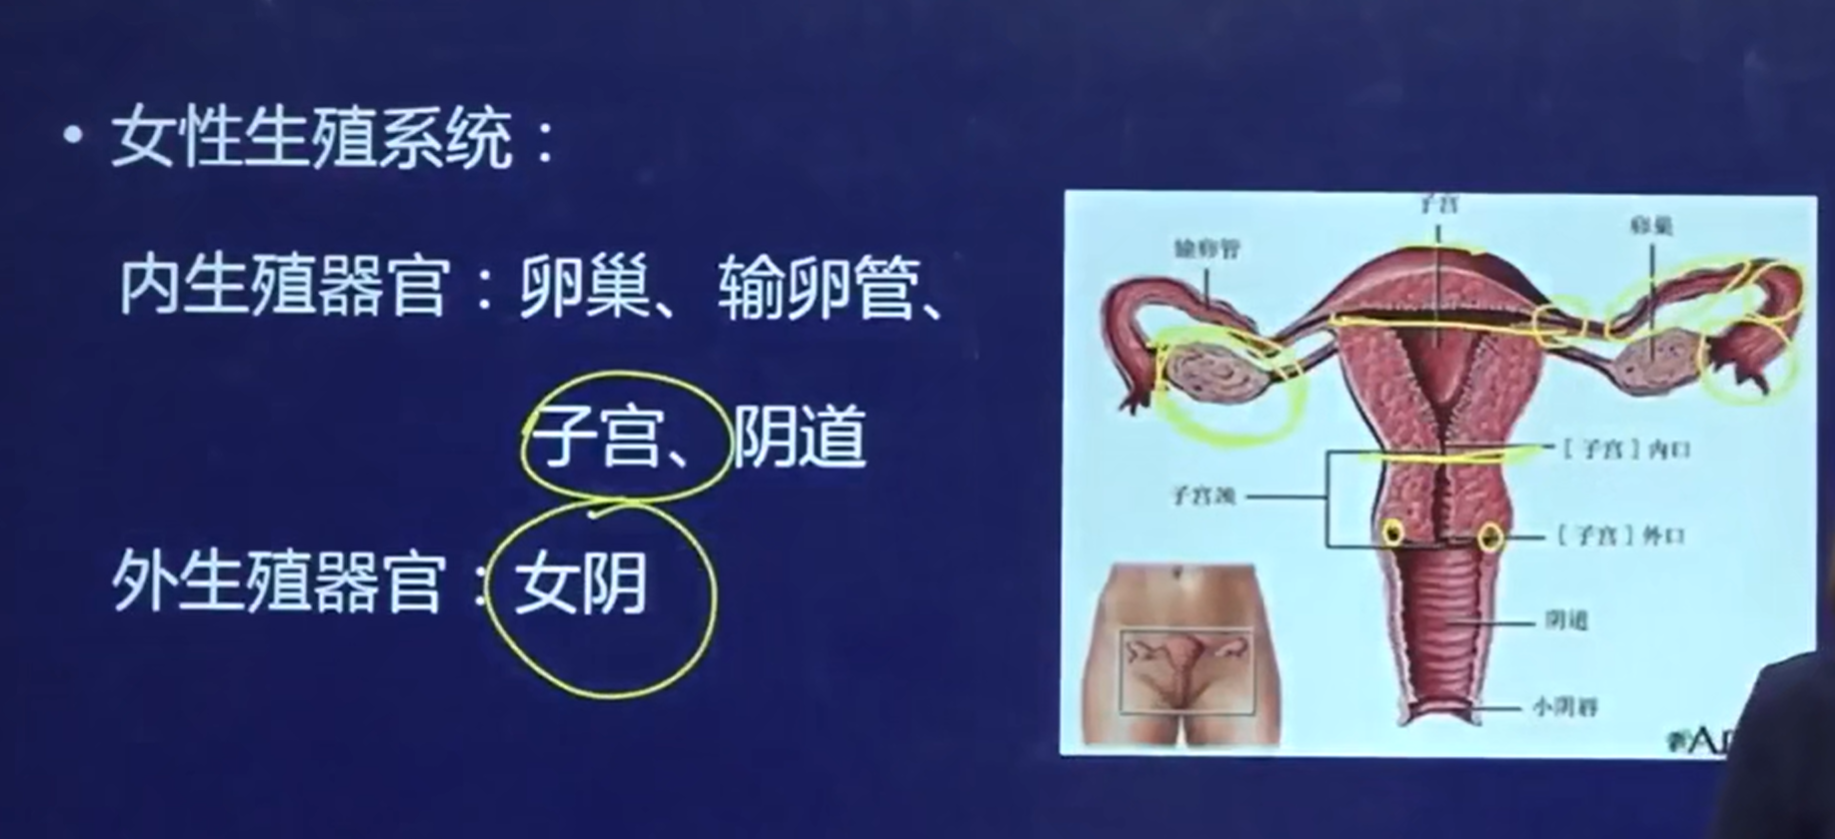 • 女性生殖系统：
内生殖器官：卵巢、输卵管、
子宫、阴道
外生殖器官：女阴
子宫
卵巢
输卵管
［子宫］内口
子宫颈
［子宫］外口
阴道
小阴唇